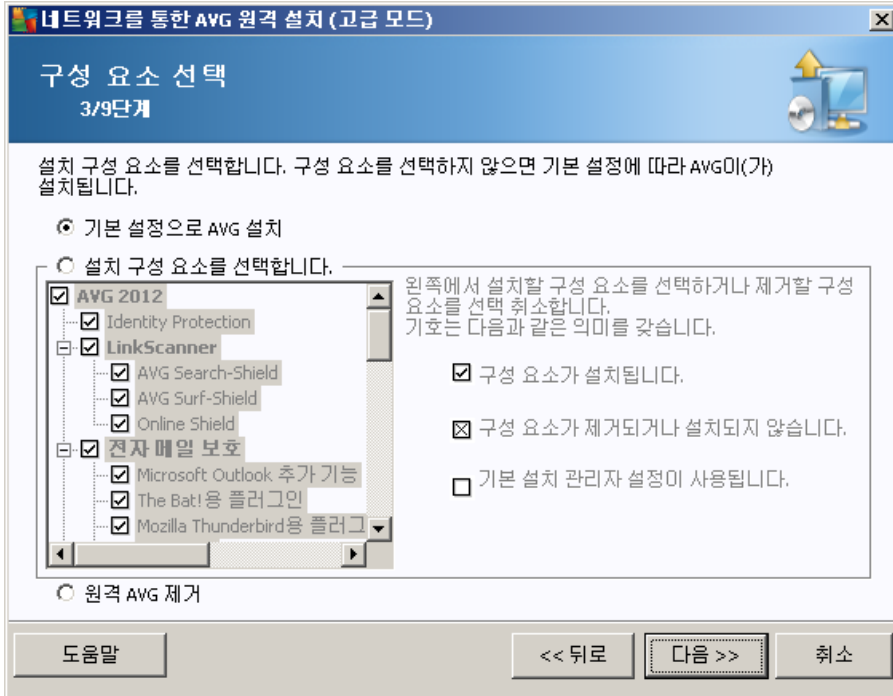 네트워크를 통한 AVG 원격 설치 (고급 모드)
구성 요소 선택
3/9단계
설치 구성 요소를 선택합니다. 구성 요소를 선택하지 않으면 기본 설정에 따라 AVG이(가)
설치됩니다.
기본 설정으로 AVG 설치
설치 구성 요소를 선택합니다.
AVG 2012
Identity Protection
LinkScanner
AVG Search-Shield
AVG Surf-Shield
Online Shield
전자 메일 보호
Microsoft Outlook 추가 기능
The Bat! 용 플러그인
Mozilla Thunderbird용 플러그
왼쪽에서 설치할 구성 요소를 선택하거나 제거할 구성
요소를 선택 취소합니다.
기호는 다음과 같은 의미를 갖습니다.
구성 요소가 설치됩니다.
구성 요소가 제거되거나 설치되지 않습니다.
기본 설치 관리자 설정이 사용됩니다.
원격 AVG 제거
도움말
<< 뒤로
다음 >>
취소